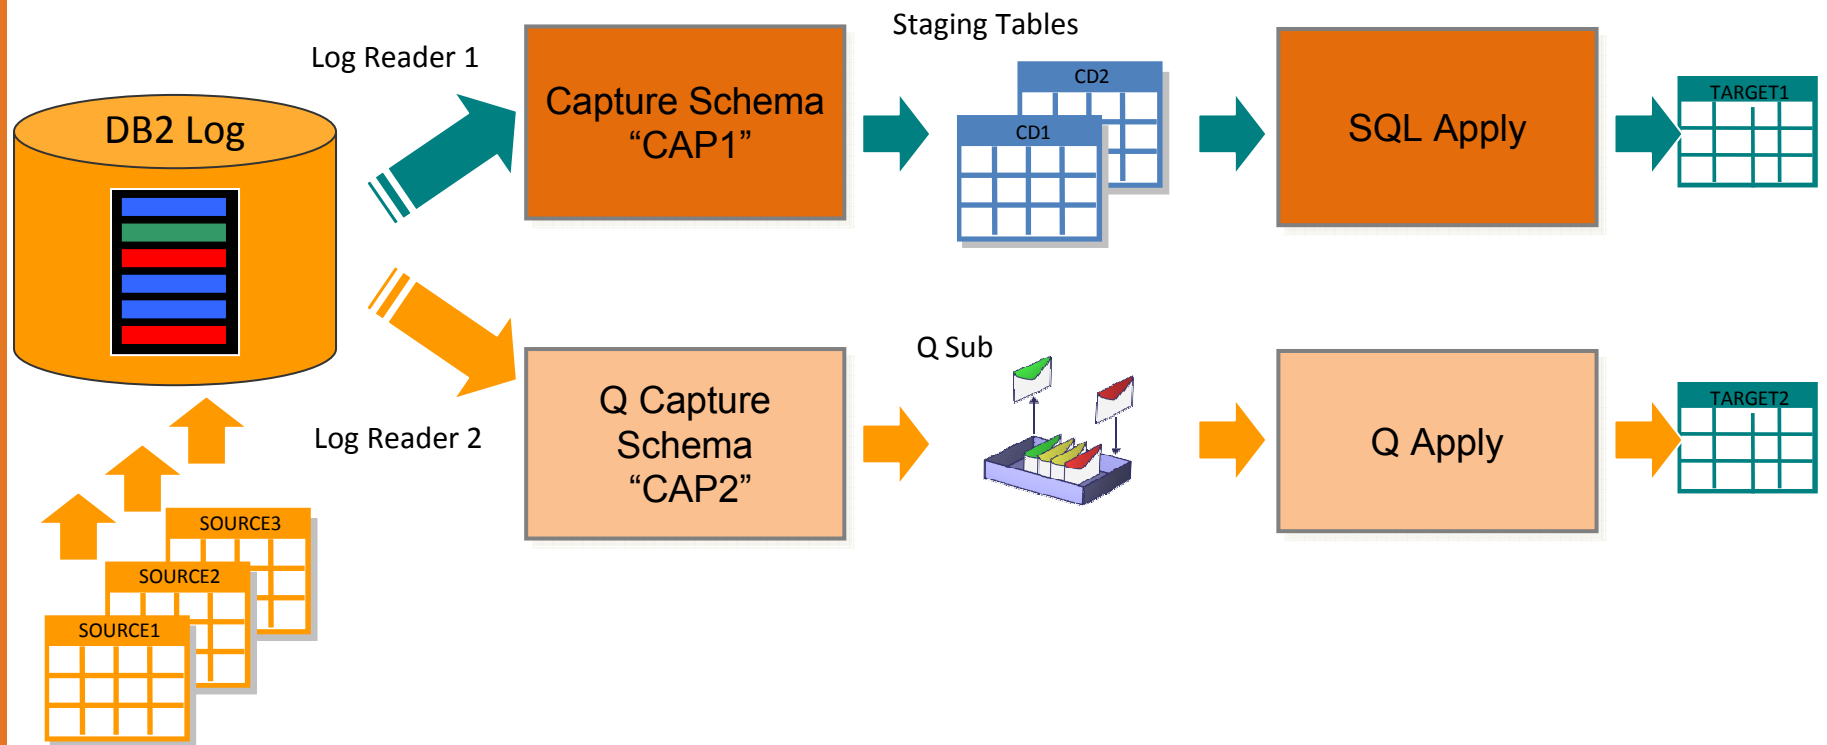 Staging Tables
Log Reader 1
Capture Schema
“CAP1”
CD2
CD1
SQL Apply
TARGET1
DB2 Log
Q Sub
Q Capture
Schema
“CAP2”
Log Reader 2
Q Apply
TARGET2
SOURCE3
SOURCE2
SOURCE1